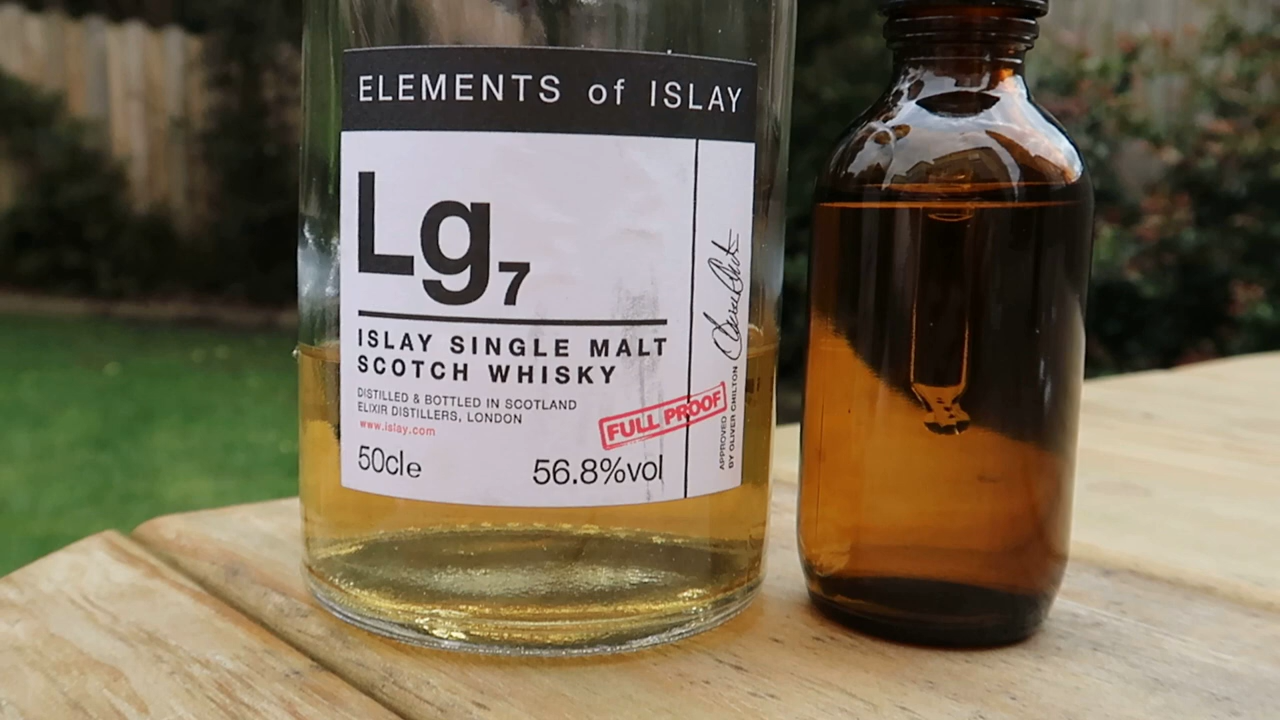 ELEMENTS of ISLAY
Lg7
ISLAY SINGLE MALT
SCOTCH WHISKY
DISTILLED & BOTTLED IN SCOTLAND
ELIXIR DISTILLERS, LONDON
www.islay.com
FULL PROOF
50cle
56.8%vol
APPROVED
BY OLIVER CHILTON